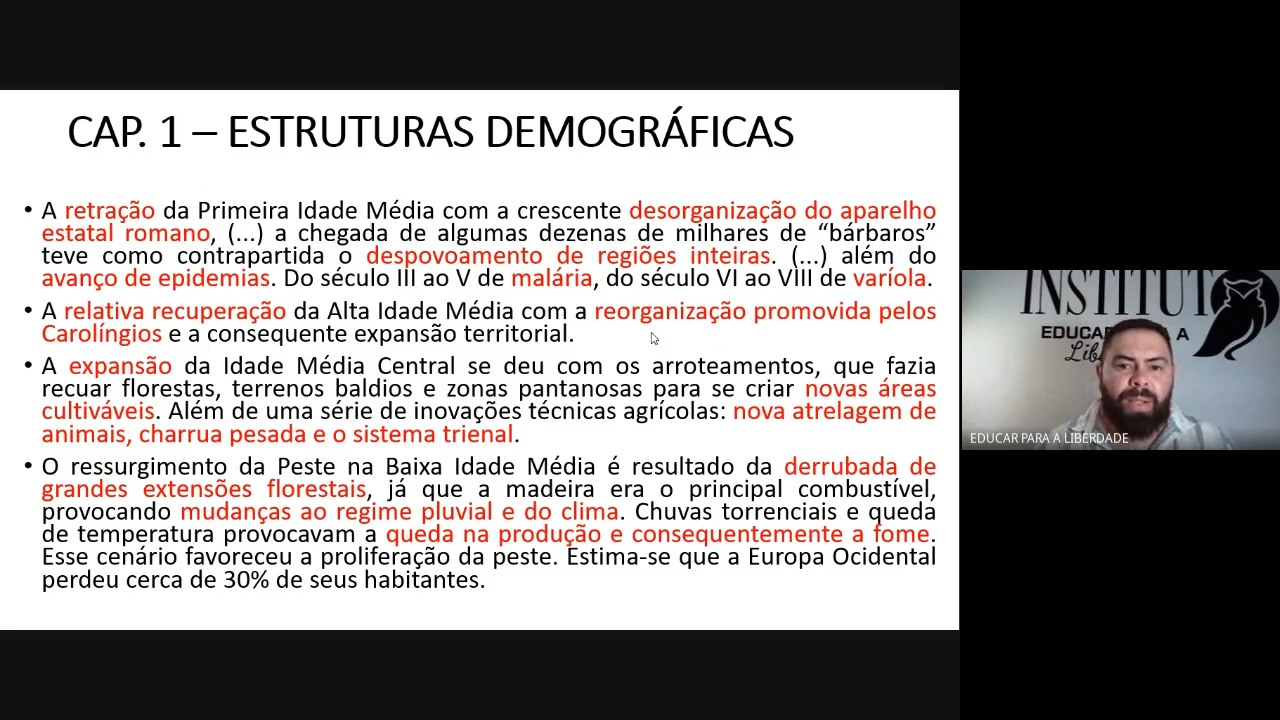 CAP. 1 – ESTRUTURAS DEMOGRÁFICAS
• A retração da Primeira Idade Média com a crescente desorganização do aparelho
estatal romano, (...) a chegada de algumas dezenas de milhares de “bárbaros”
teve como contrapartida o despovoamento de regiões inteiras. (...) além do
avanço de epidemias. Do século III ao V de malária, do século VI ao VIII de varíola.
• A relativa recuperação da Alta Idade Média com a reorganização promovida pelos
Carolíngios e a consequente expansão territorial.
• A expansão da Idade Média Central se deu com os arroteamentos, que fazia
recuar florestas, terrenos baldios e zonas pantanosas para se criar novas áreas
cultiváveis. Além de uma série de inovações técnicas agrícolas: nova atrelagem de
animais, charrua pesada e o sistema trienal.
• O ressurgimento da Peste na Baixa Idade Média é resultado da derrubada de
grandes extensões florestais, já que a madeira era o principal combustível,
provocando mudanças ao regime pluvial e do clima. Chuvas torrenciais e queda
de temperatura provocavam a queda na produção e consequentemente a fome.
Esse cenário favoreceu a proliferação da peste. Estima-se que a Europa Ocidental
perdeu cerca de 30% de seus habitantes.
INSTITUT
EDUCAR A
EDUCAR PARA A LIBERDADE